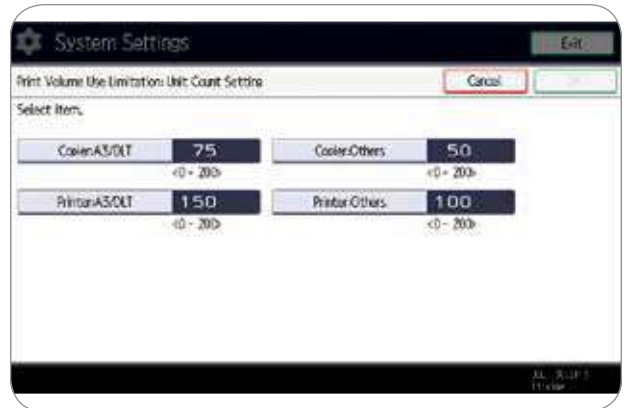 System Settings
Exit
Print Volume Use Limitation: Unit Count Setting
Cancel
Select Item.
Copier:A3/DLT 75 Copier:Others 50
<0 - 200> <0 - 200>
Printer:A3/DLT 150 Printer:Others 100
<0 - 200> <0 - 200>